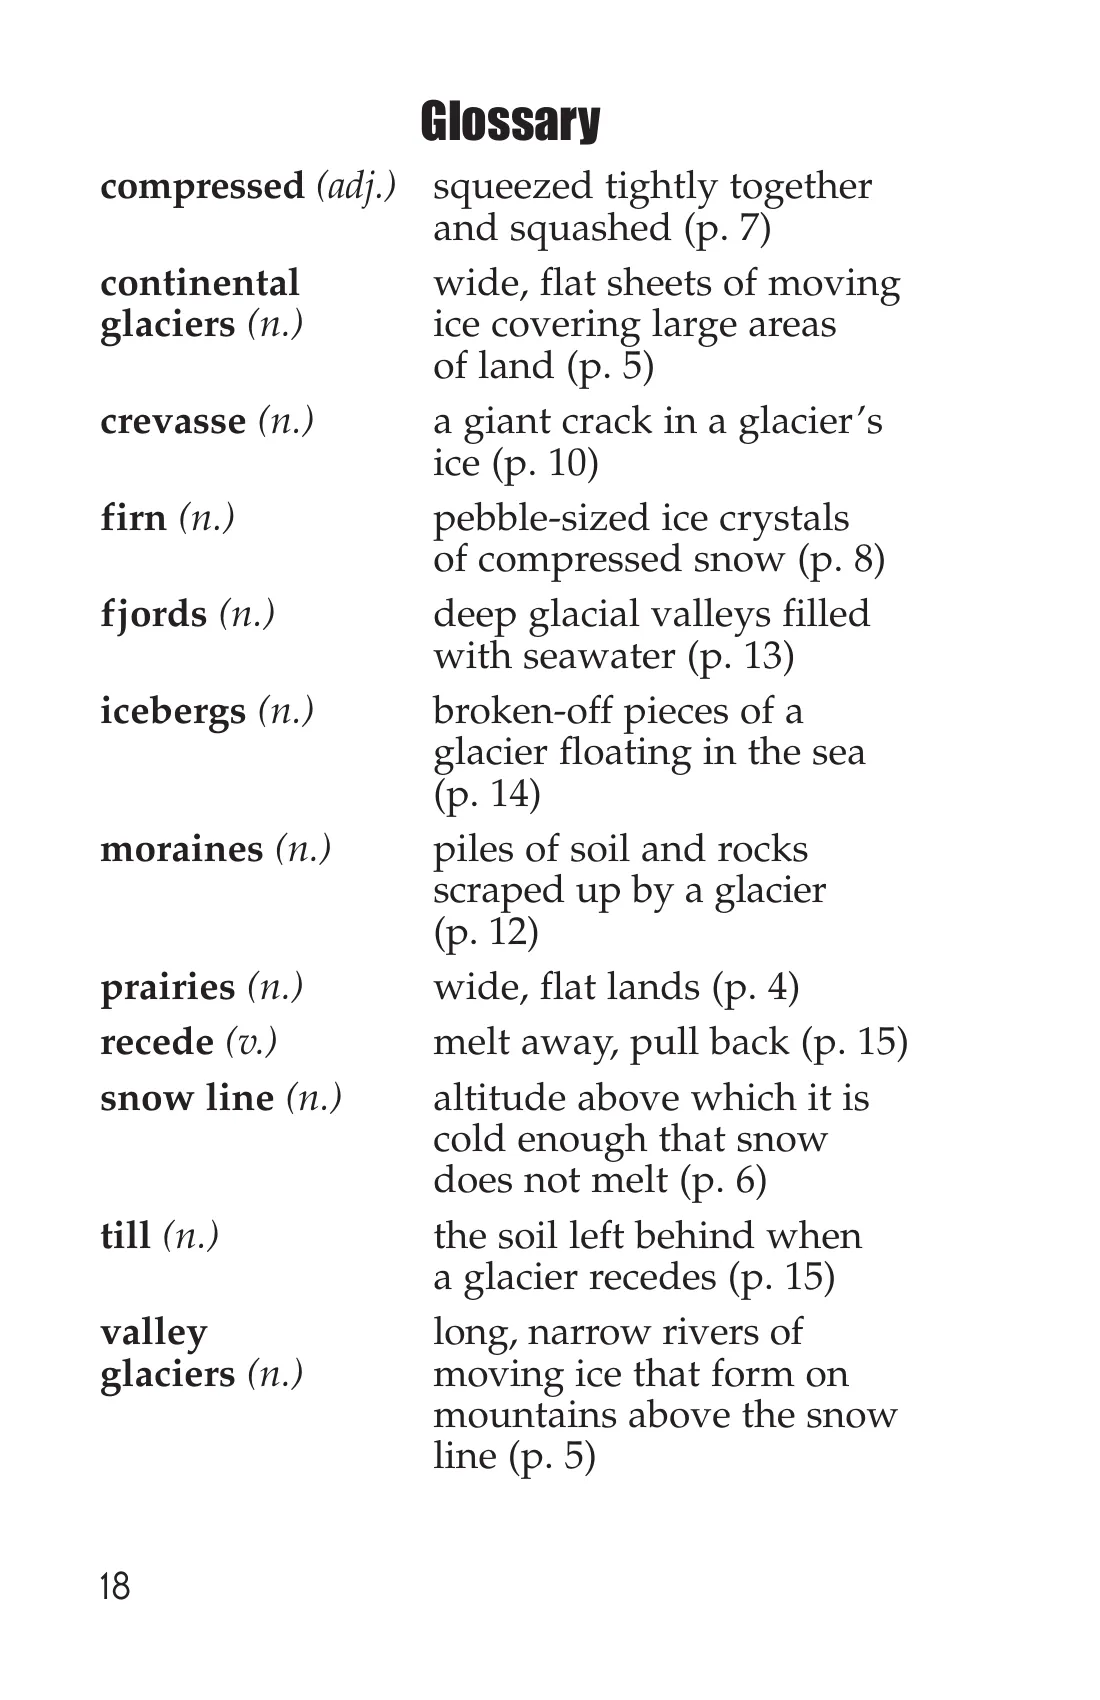 Glossary
compressed (adj.) squeezed tightly together
and squashed (p. 7)
continental wide, flat sheets of moving
glaciers (n.) ice covering large areas
of land (p. 5)
crevasse (n.) a giant crack in a glacier’s
ice (p. 10)
firn (n.) pebble-sized ice crystals
of compressed snow (p. 8)
fjords (n.) deep glacial valleys filled
with seawater (p. 13)
icebergs (n.) broken-off pieces of a
glacier floating in the sea
(p. 14)
moraines (n.) piles of soil and rocks
scraped up by a glacier
(p. 12)
prairies (n.) wide, flat lands (p. 4)
recede (v.) melt away, pull back (p. 15)
snow line (n.) altitude above which it is
cold enough that snow
does not melt (p. 6)
till (n.) the soil left behind when
a glacier recedes (p. 15)
valley long, narrow rivers of
glaciers (n.) moving ice that form on
mountains above the snow
line (p. 5)
18